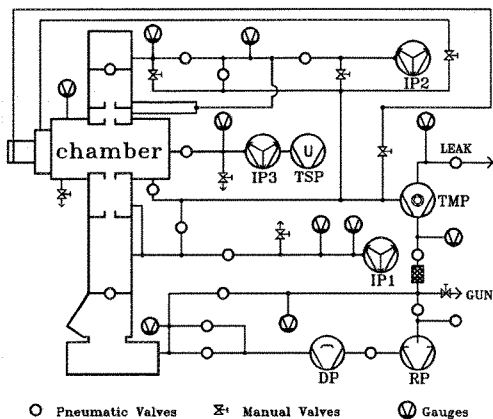 IP2
LEAK
chamber
U
IP3
TSP
TMP
IP1
GUN
DP
RP
Pneumatic Valves
Manual Valves
Gauges